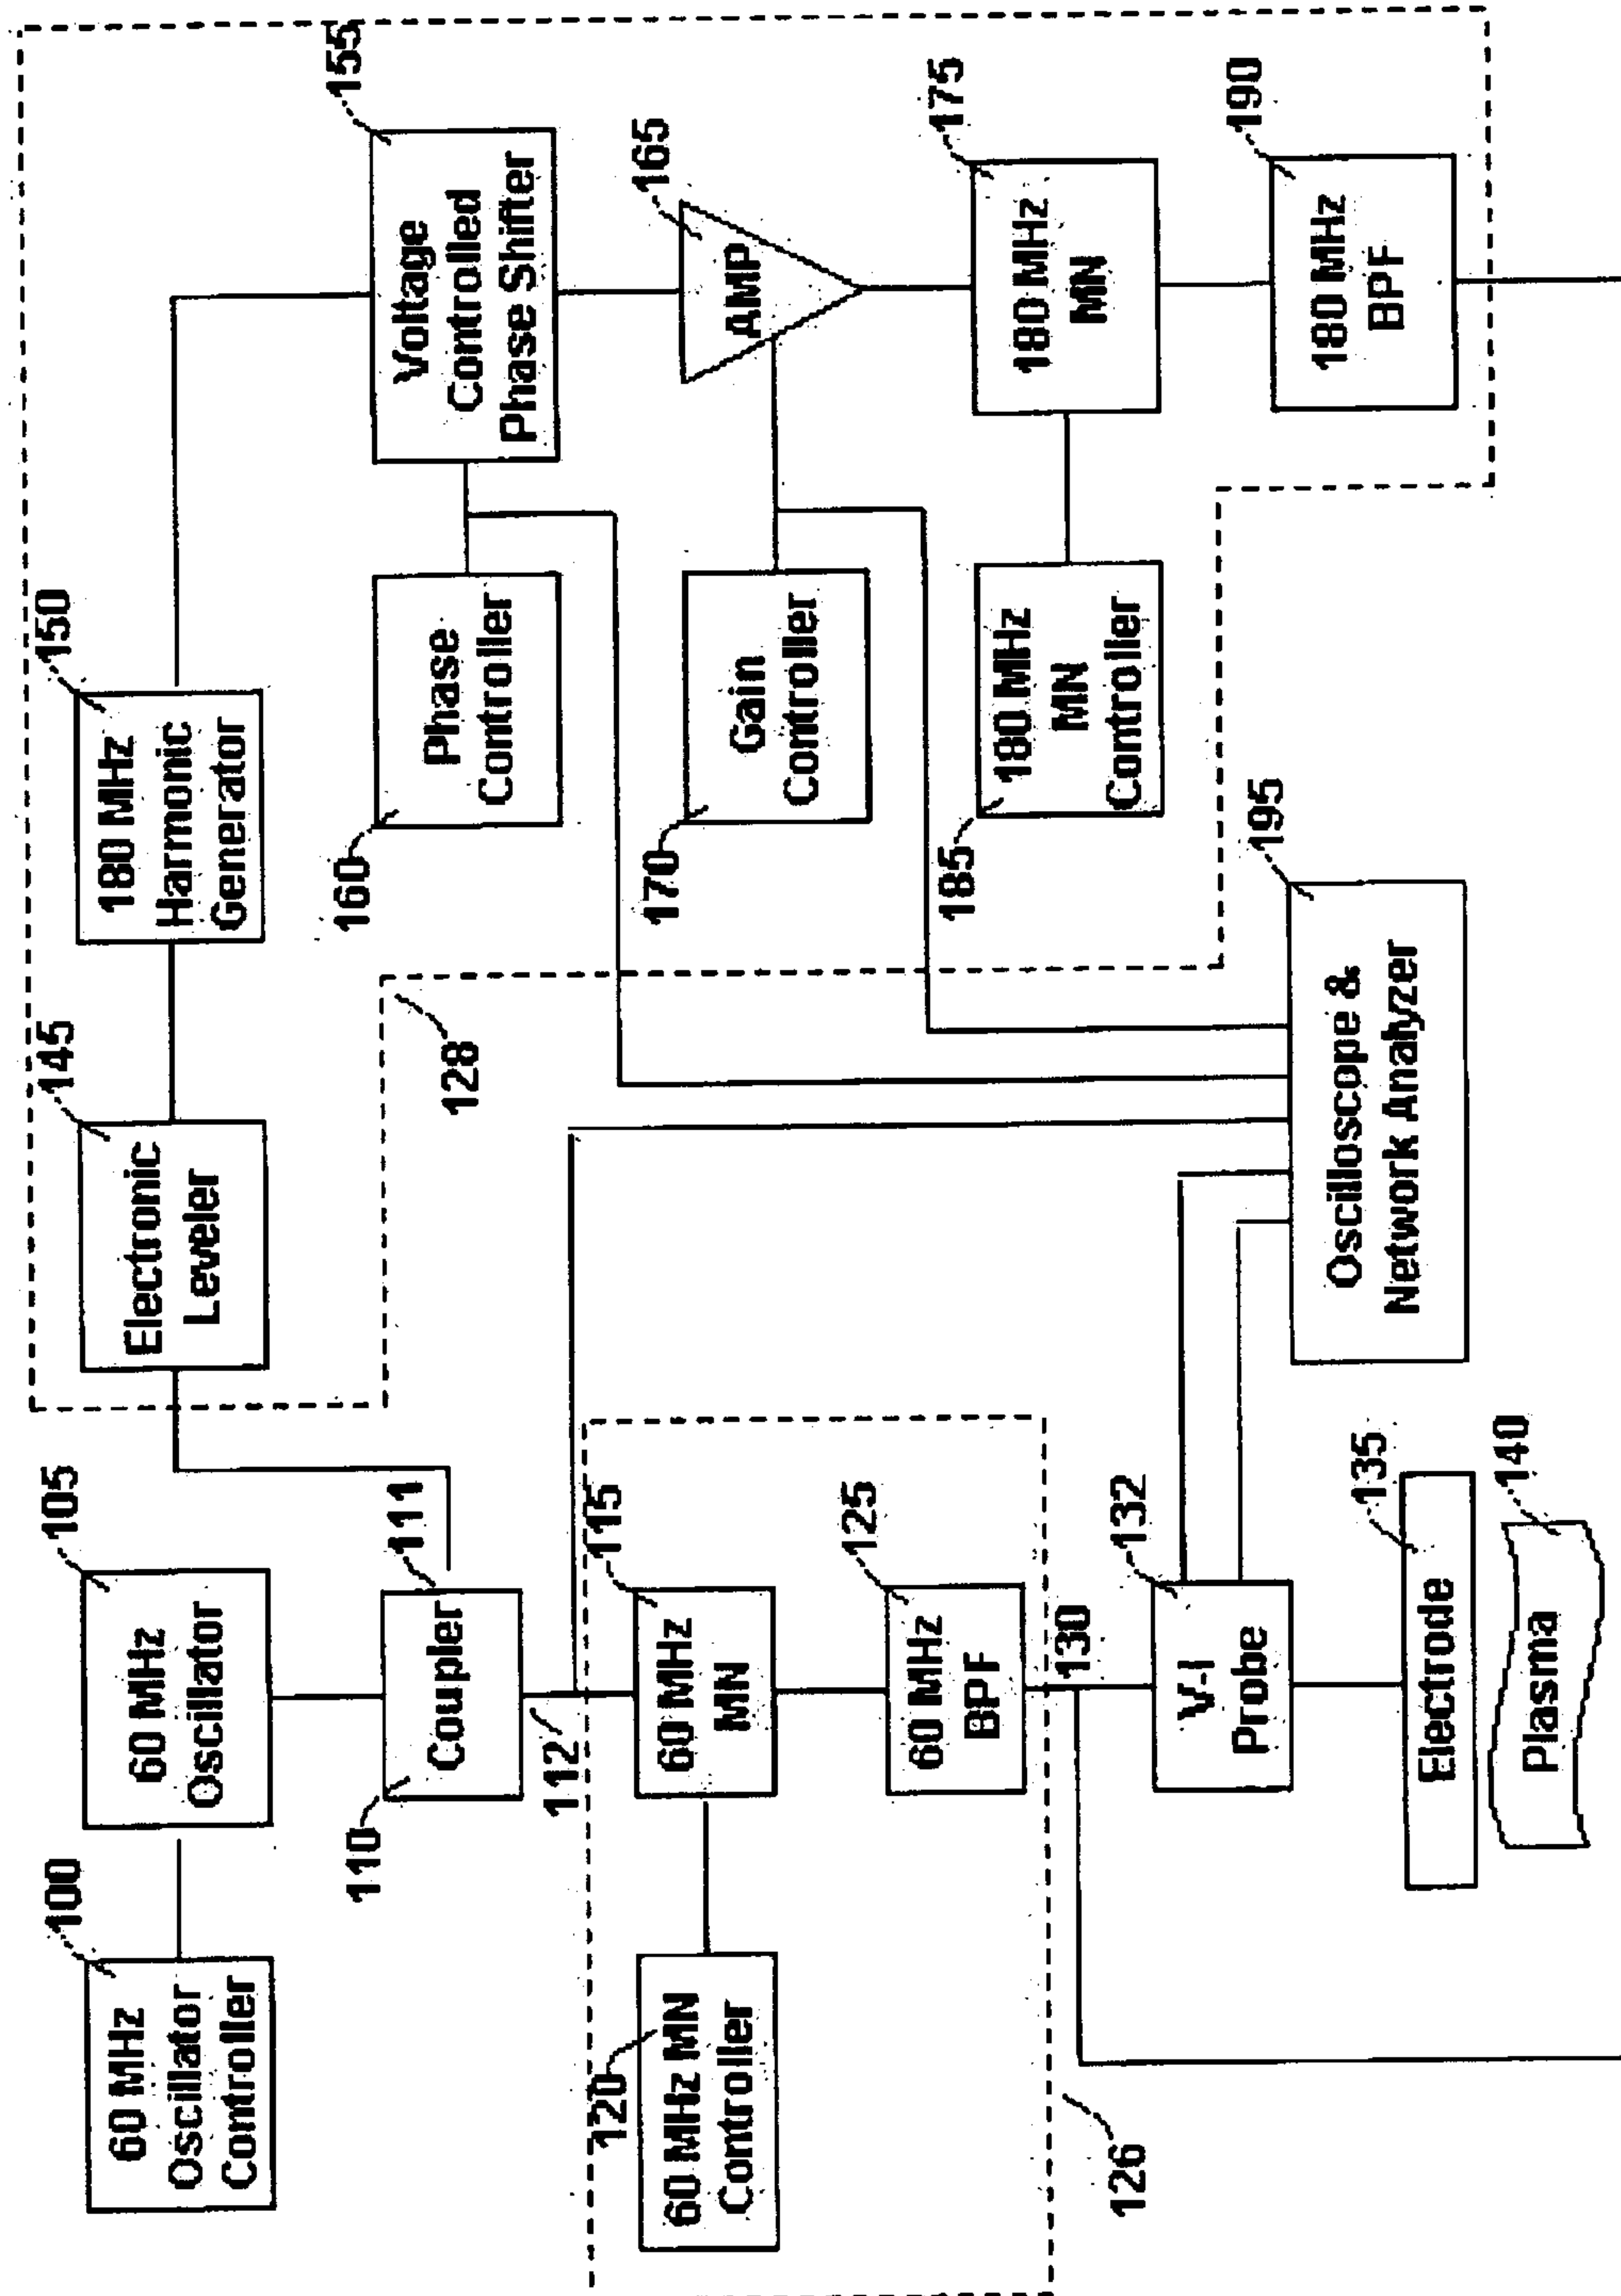 100
60 MHz
Oscillator
Controller
105
60 MHz
Oscillator
145
Electronic
Leveler
150
180 MHz
Harmonic
Generator
155
Voltage
Controlled
Phase Shifter
160
Phase
Controller
110
Coupler
111
112
128
165
AMP
170
Gain
Controller
120
60 MHz MN
Controller
115
60 MHz
MN
125
60 MHz
BPF
126
130
175
180 MHz
MN
185
180 MHz
MN
Controller
190
180 MHz
BPF
132
V-I
Probe
195
Oscilloscope &
Network Analyzer
135
Electrode
140
Plasma